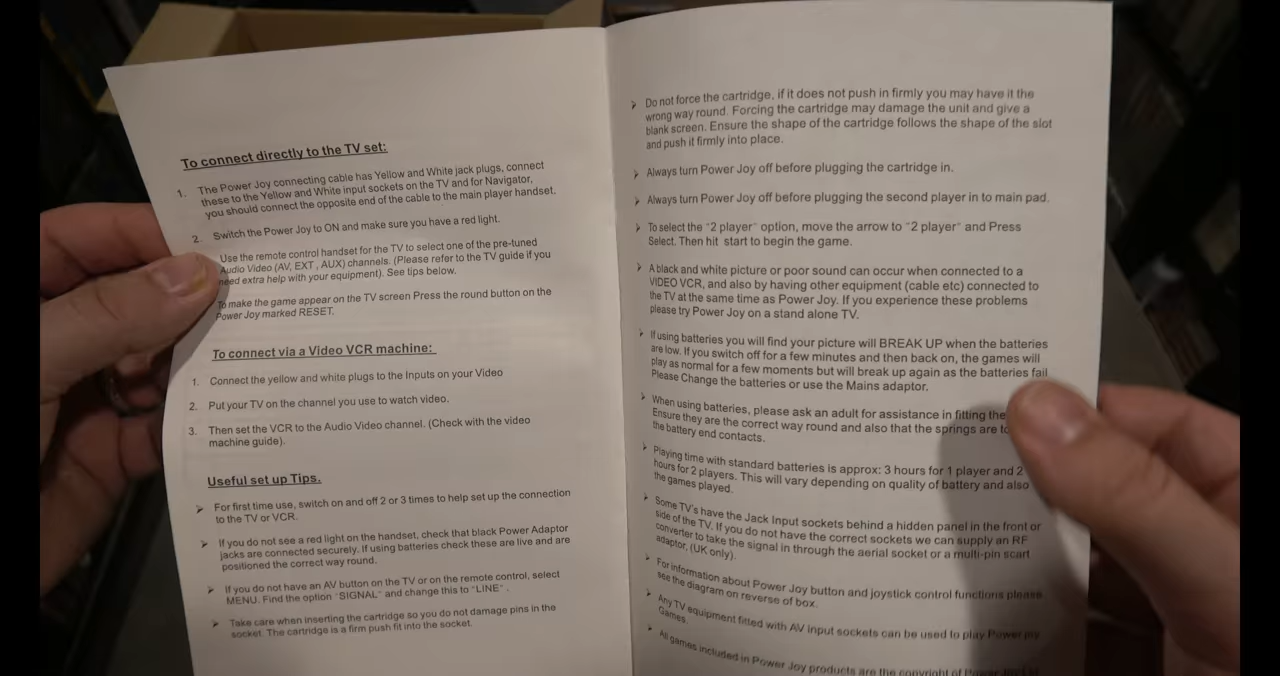 To connect directly to the TV set:
1. The Power Joy connecting cable has Yellow and White jack plugs, connect
these to the Yellow and White input sockets on the TV and for Navigator,
you should connect the opposite end of the cable to the main player handset.
2. Switch the Power Joy to ON and make sure you have a red light.
Use the remote control handset for the TV to select one of the pre-tuned
Audio Video (AV, EXT , AUX) channels. (Please refer to the TV guide if you
need extra help with your equipment). See tips below.
To make the game appear on the TV screen Press the round button on the
Power Joy marked RESET.
To connect via a Video VCR machine:
1. Connect the yellow and white plugs to the Inputs on your Video
2. Put your TV on the channel you use to watch video.
3. Then set the VCR to the Audio Video channel. (Check with the video
machine guide).
Useful set up Tips.
➢ For first time use, switch on and off 2 or 3 times to help set up the connection
to the TV or VCR.
➢ If you do not see a red light on the handset, check that black Power Adaptor
jacks are connected securely. If using batteries check these are live and are
positioned the correct way round.
➢ If you do not have an AV button on the TV or on the remote control, select
MENU. Find the option "SIGNAL" and change this to "LINE" .
➢ Take care when inserting the cartridge so you do not damage pins in the
socket. The cartridge is a firm push fit into the socket.
➢ Do not force the cartridge, if it does not push in firmly you may have it the
wrong way round. Forcing the cartridge may damage the unit and give a
blank screen. Ensure the shape of the cartridge follows the shape of the slot
and push it firmly into place.
➢ Always turn Power Joy off before plugging the cartridge in.
➢ Always turn Power Joy off before plugging the second player in to main pad.
➢ To select the "2 player" option, move the arrow to "2 player" and Press
Select. Then hit start to begin the game.
➢ A black and white picture or poor sound can occur when connected to a
VIDEO VCR, and also by having other equipment (cable etc) connected to
the TV at the same time as Power Joy. If you experience these problems
please try Power Joy on a stand alone TV.
➢ If using batteries you will find your picture will BREAK UP when the batteries
are low. If you switch off for a few minutes and then back on, the games will
play as normal for a few moments but will break up again as the batteries fail
Please Change the batteries or use the Mains adaptor.
➢ When using batteries, please ask an adult for assistance in fitting
Ensure they are the correct way round and also that the springs are
the battery end contacts.
➢ Playing time with standard batteries is approx: 3 hours for 1 player and 2
hours for 2 players. This will vary depending on quality of battery and also
the games played.
➢ Some TV's have the Jack Input sockets behind a hidden panel in the front or
side of the TV. If you do not have the correct sockets we can supply an RF
converter to take the signal in through the aerial socket or a multi-pin scart
adaptor. (UK only).
➢ For information about Power Joy button and joystick control functions please
see the diagram on reverse of box.
➢ Any TV equipment fitted with AV input sockets can be used to play Power joy
Games.
➢ All games included in Power Joy products are the copyright of